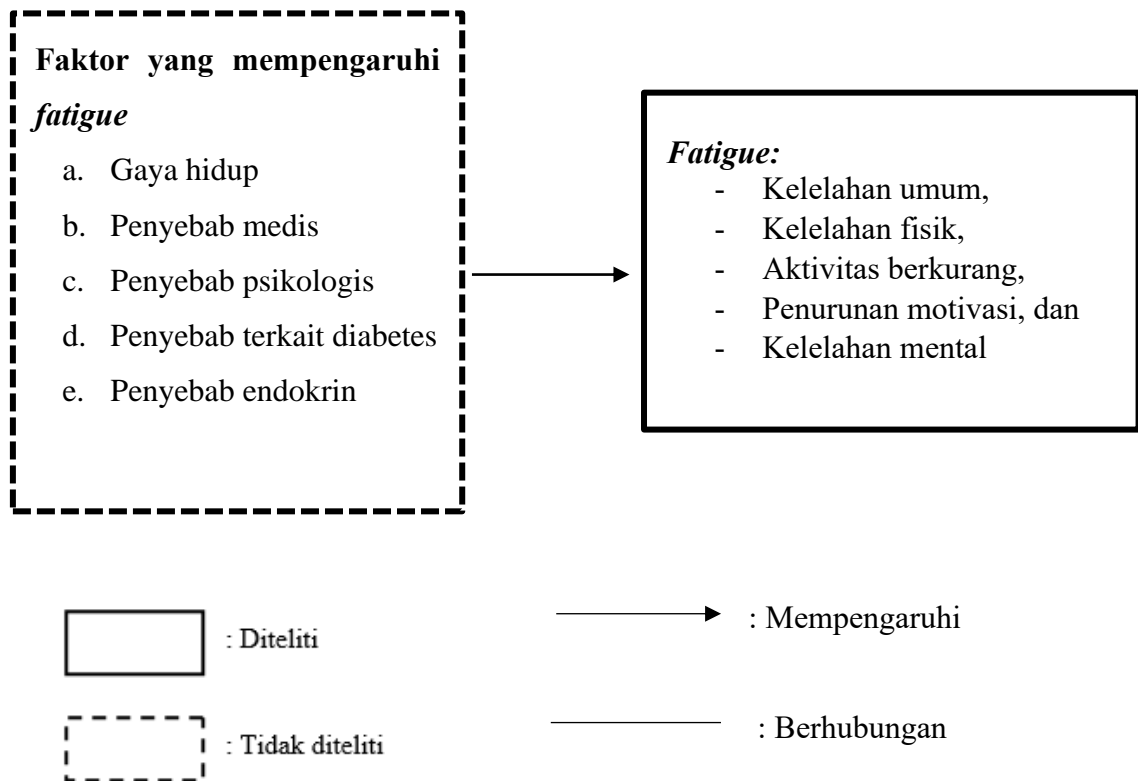 Faktor yang mempengaruhi
fatigue
a. Gaya hidup
b. Penyebab medis
c. Penyebab psikologis
d. Penyebab terkait diabetes
e. Penyebab endokrin
Fatigue:
- Kelelahan umum,
- Kelelahan fisik,
- Aktivitas berkurang,
- Penurunan motivasi, dan
- Kelelahan mental
: Diteliti
: Mempengaruhi
: Tidak diteliti
: Berhubungan